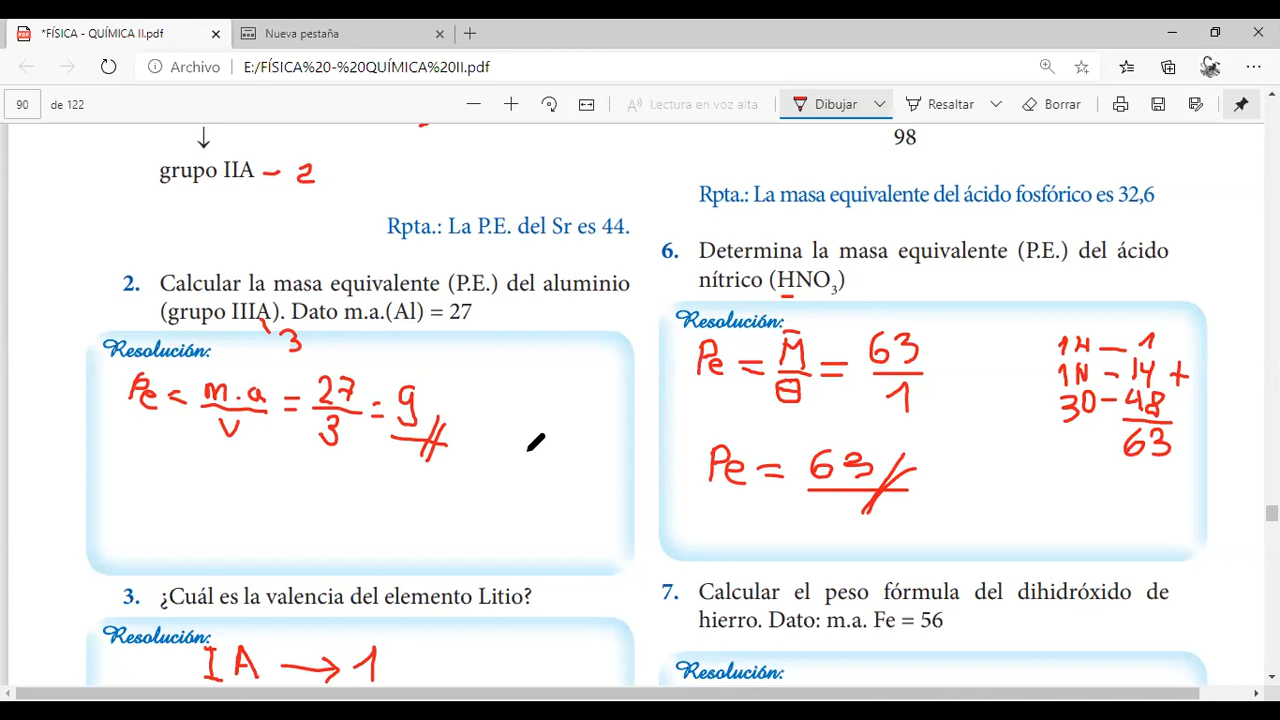 *FÍSICA - QUÍMICA II.pdf
Nueva pestaña
Archivo
E:/FÍSICA%20-%20QUÍMICA%20II.pdf
90 de 122
Lectura en voz alta
Dibujar
Resaltar
Borrar
↓
grupo IIA - 2
Rpta.: La P.E. del Sr es 44.
2. Calcular la masa equivalente (P.E.) del aluminio
(grupo IIIA). Dato m.a.(Al) = 27
3
Resolución:
Pe = m.a / v = 27 / 3 = 9
3. ¿Cuál es la valencia del elemento Litio?
Resolución:
IA → 1
98
Rpta.: La masa equivalente del ácido fosfórico es 32,6
6. Determina la masa equivalente (P.E.) del ácido
nítrico (HNO3)
Resolución:
Pe = M̄ / θ = 63 / 1
Pe = 63
1H - 1
1N - 14 +
3O - 48
63
7. Calcular el peso fórmula del dihidróxido de
hierro. Dato: m.a. Fe = 56
Resolución: